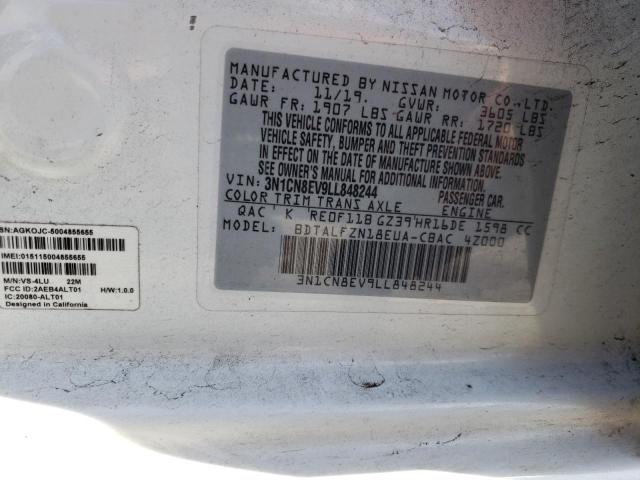 MANUFACTURED BY NISSAN MOTOR CO., LTD.
DATE: 11/19. GVWR: 3605 LBS
GAWR FR: 1907 LBS GAWR RR: 1720 LBS
THIS VEHICLE CONFORMS TO ALL APPLICABLE FEDERAL MOTOR
VEHICLE SAFETY, BUMPER AND THEFT PREVENTION STANDARDS
IN EFFECT ON THE DATE OF MANUFACTURE SHOWN ABOVE.
SEE OWNER'S MANUAL FOR ADDITIONAL INFORMATION.
VIN: 3N1CN8EV9LL848244 PASSENGER CAR.
COLOR TRIM TRANS AXLE ENGINE
QAC K RE0F11B GZ39 HR16DE 1598 CC
MODEL: BDTALFZN18EUA-CBAC 4Z000
3N1CN8EV9LL848244
SN:AGKOJC-5004855655
IMEI:015115004855655
M/N:VS-4LU 22M
FCC ID:2AEB4ALT01 H/W:1.0.0
IC:20080-ALT01
Designed in California